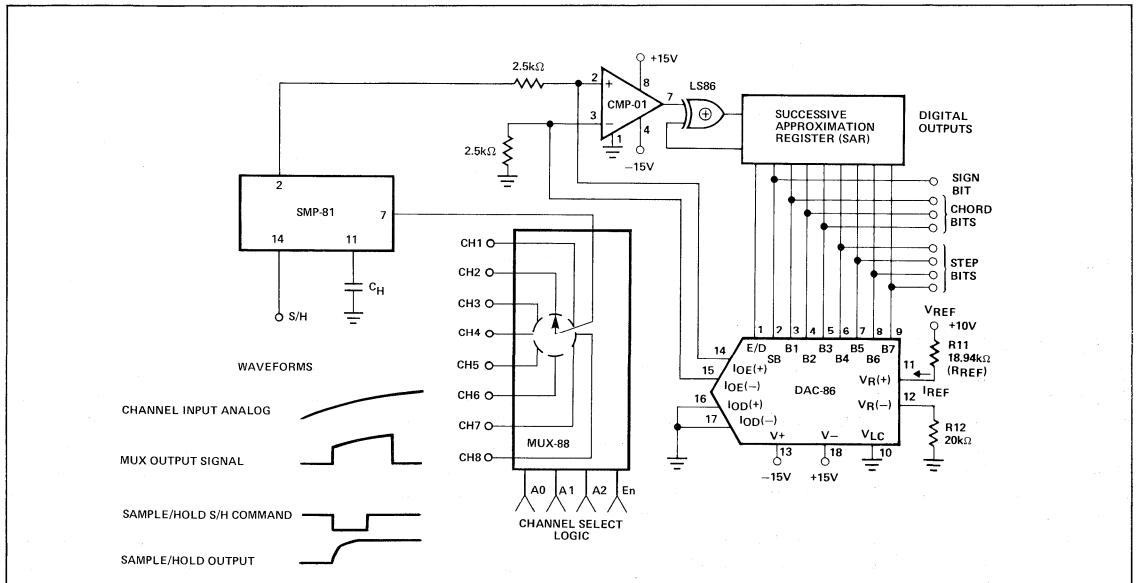 2.5kΩ
+15V
2
+
8
CMP-01
7
3
−
1
4
−15V
2.5kΩ
LS86
SUCCESSIVE
APPROXIMATION
REGISTER (SAR)
DIGITAL
OUTPUTS
SIGN
BIT
CHORD
BITS
STEP
BITS
2
SMP-81
7
14
11
CH
S/H
CH1
CH2
CH3
CH4
CH5
CH6
CH7
CH8
MUX-88
A0
A1
A2
En
CHANNEL SELECT
LOGIC
1
2
3
4
5
6
7
8
9
E/D
SB
B1
B2
B3
B4
B5
B6
B7
14
IOE(+)
15
IOE(−)
16
IOD(+)
17
IOD(−)
DAC-86
VREF
+10V
R11
18.94kΩ
(RREF)
11
VR(+)
IREF
12
VR(−)
R12
20kΩ
V+
V−
VLC
13
18
10
−15V
+15V
WAVEFORMS
CHANNEL INPUT ANALOG
MUX OUTPUT SIGNAL
SAMPLE/HOLD S/H COMMAND
SAMPLE/HOLD OUTPUT